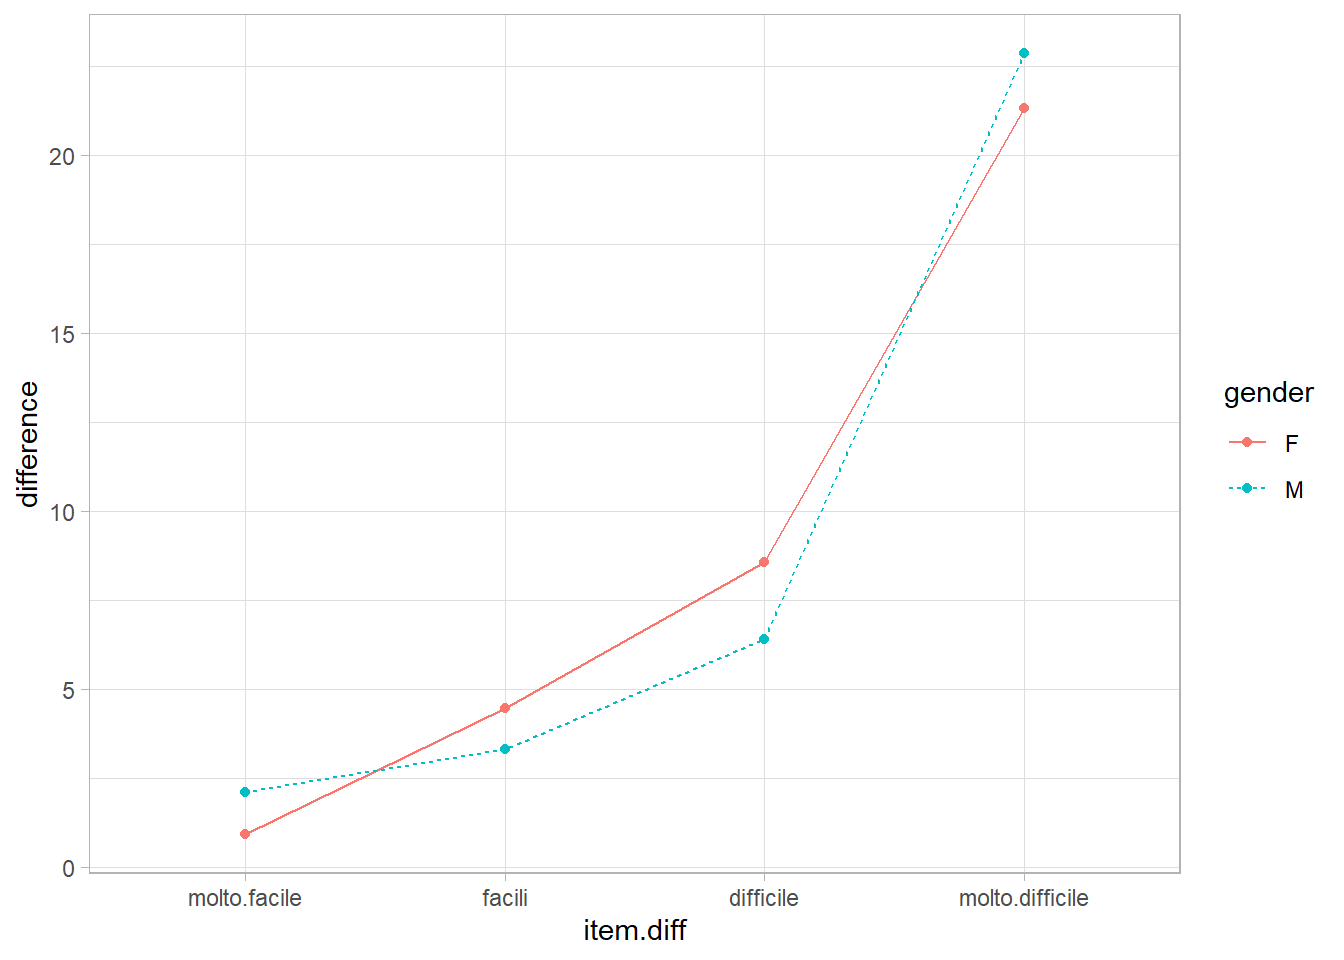 20
15
10
5
0
difference
molto.facile
facili
difficile
molto.difficile
item.diff
gender
F
M